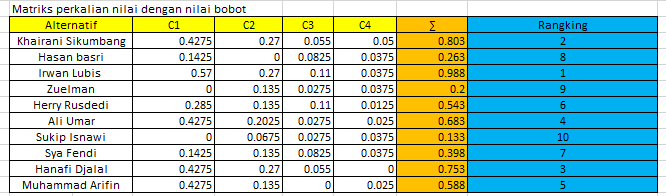 Matriks perkalian nilai dengan nilai bobot
Alternatif C1 C2 C3 C4 ∑ Rangking
Khairani Sikumbang 0.4275 0.27 0.055 0.05 0.803 2
Hasan basri 0.1425 0 0.0825 0.0375 0.263 8
Irwan Lubis 0.57 0.27 0.11 0.0375 0.988 1
Zuelman 0 0.135 0.0275 0.0375 0.2 9
Herry Rusdedi 0.285 0.135 0.11 0.0125 0.543 6
Ali Umar 0.4275 0.2025 0.0275 0.025 0.683 4
Sukip Isnawi 0 0.0675 0.0275 0.0375 0.133 10
Sya Fendi 0.1425 0.135 0.0825 0.0375 0.398 7
Hanafi Djalal 0.4275 0.27 0.055 0 0.753 3
Muhammad Arifin 0.4275 0.135 0 0.025 0.588 5